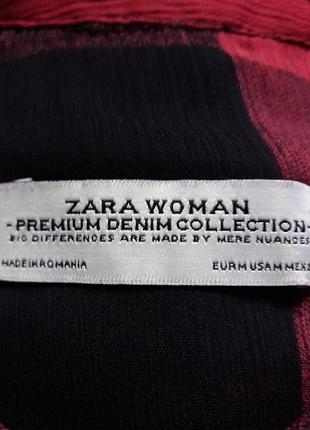 ZARA WOMAN
-PREMIUM DENIM COLLECTION-
BIG DIFFERENCES ARE MADE BY MERE NUANCES
MADE IN ROMANIA EUR M USA M MEX